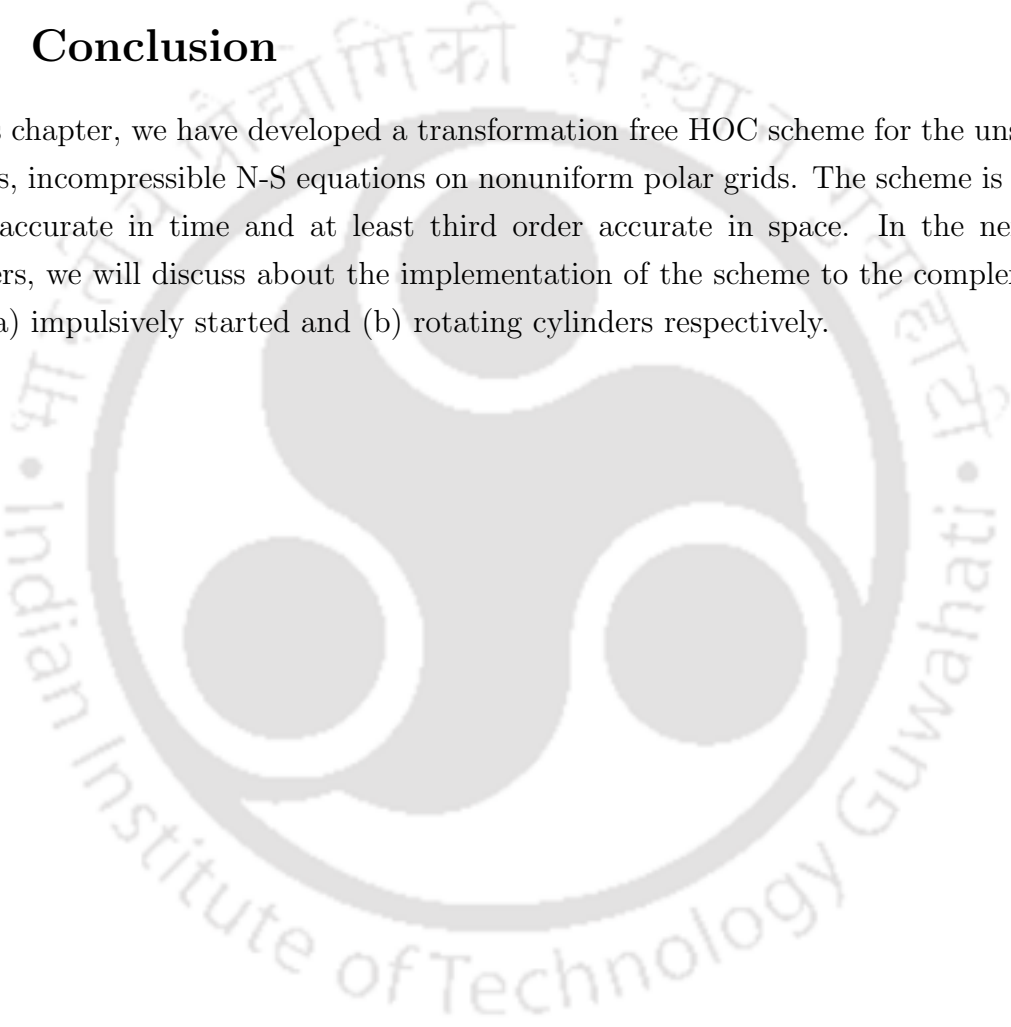 Conclusion
s chapter, we have developed a transformation free HOC scheme for the uns
s, incompressible N-S equations on nonuniform polar grids. The scheme is
accurate in time and at least third order accurate in space. In the ne
ers, we will discuss about the implementation of the scheme to the comple
a) impulsively started and (b) rotating cylinders respectively.
Indian Institute of Technology Guwahati